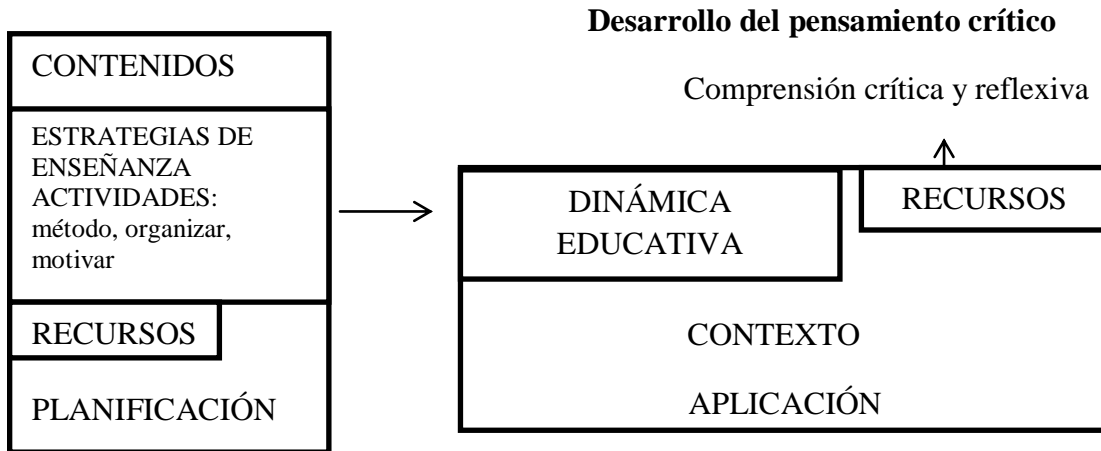 Desarrollo del pensamiento crítico
CONTENIDOS
Comprensión crítica y reflexiva
ESTRATEGIAS DE
ENSEÑANZA
ACTIVIDADES:
método, organizar,
motivar
RECURSOS
PLANIFICACIÓN
DINÁMICA
EDUCATIVA
RECURSOS
CONTEXTO
APLICACIÓN